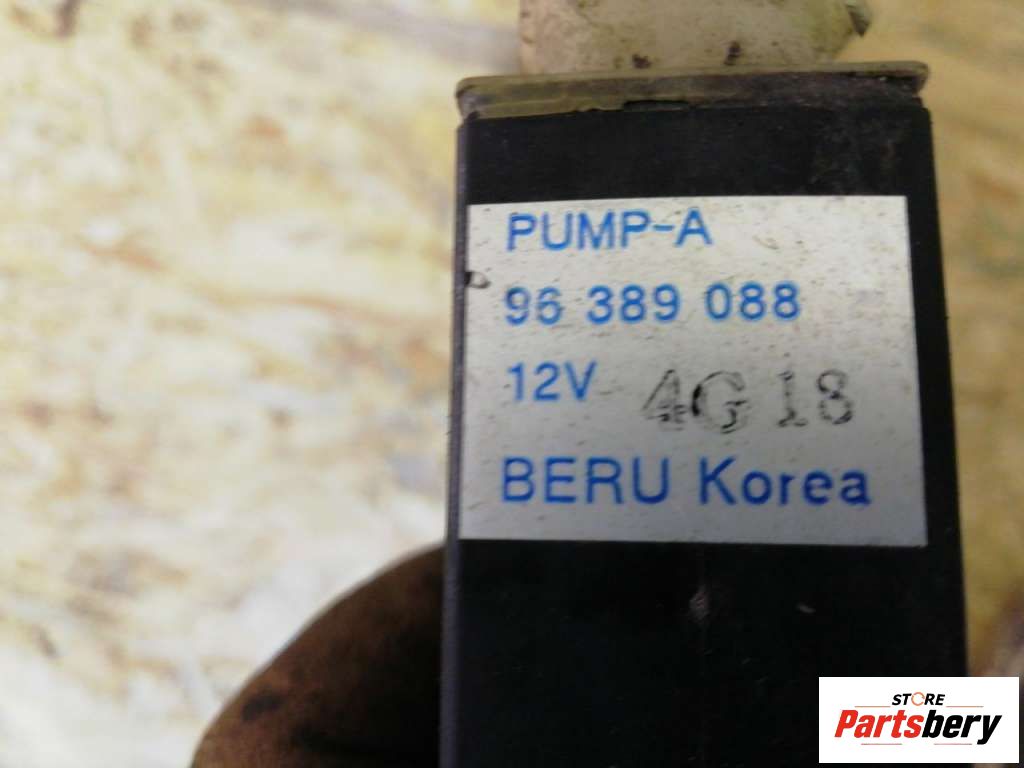 PUMP-A
96 389 088
12V 4G18
BERU Korea
STORE
Partsbery